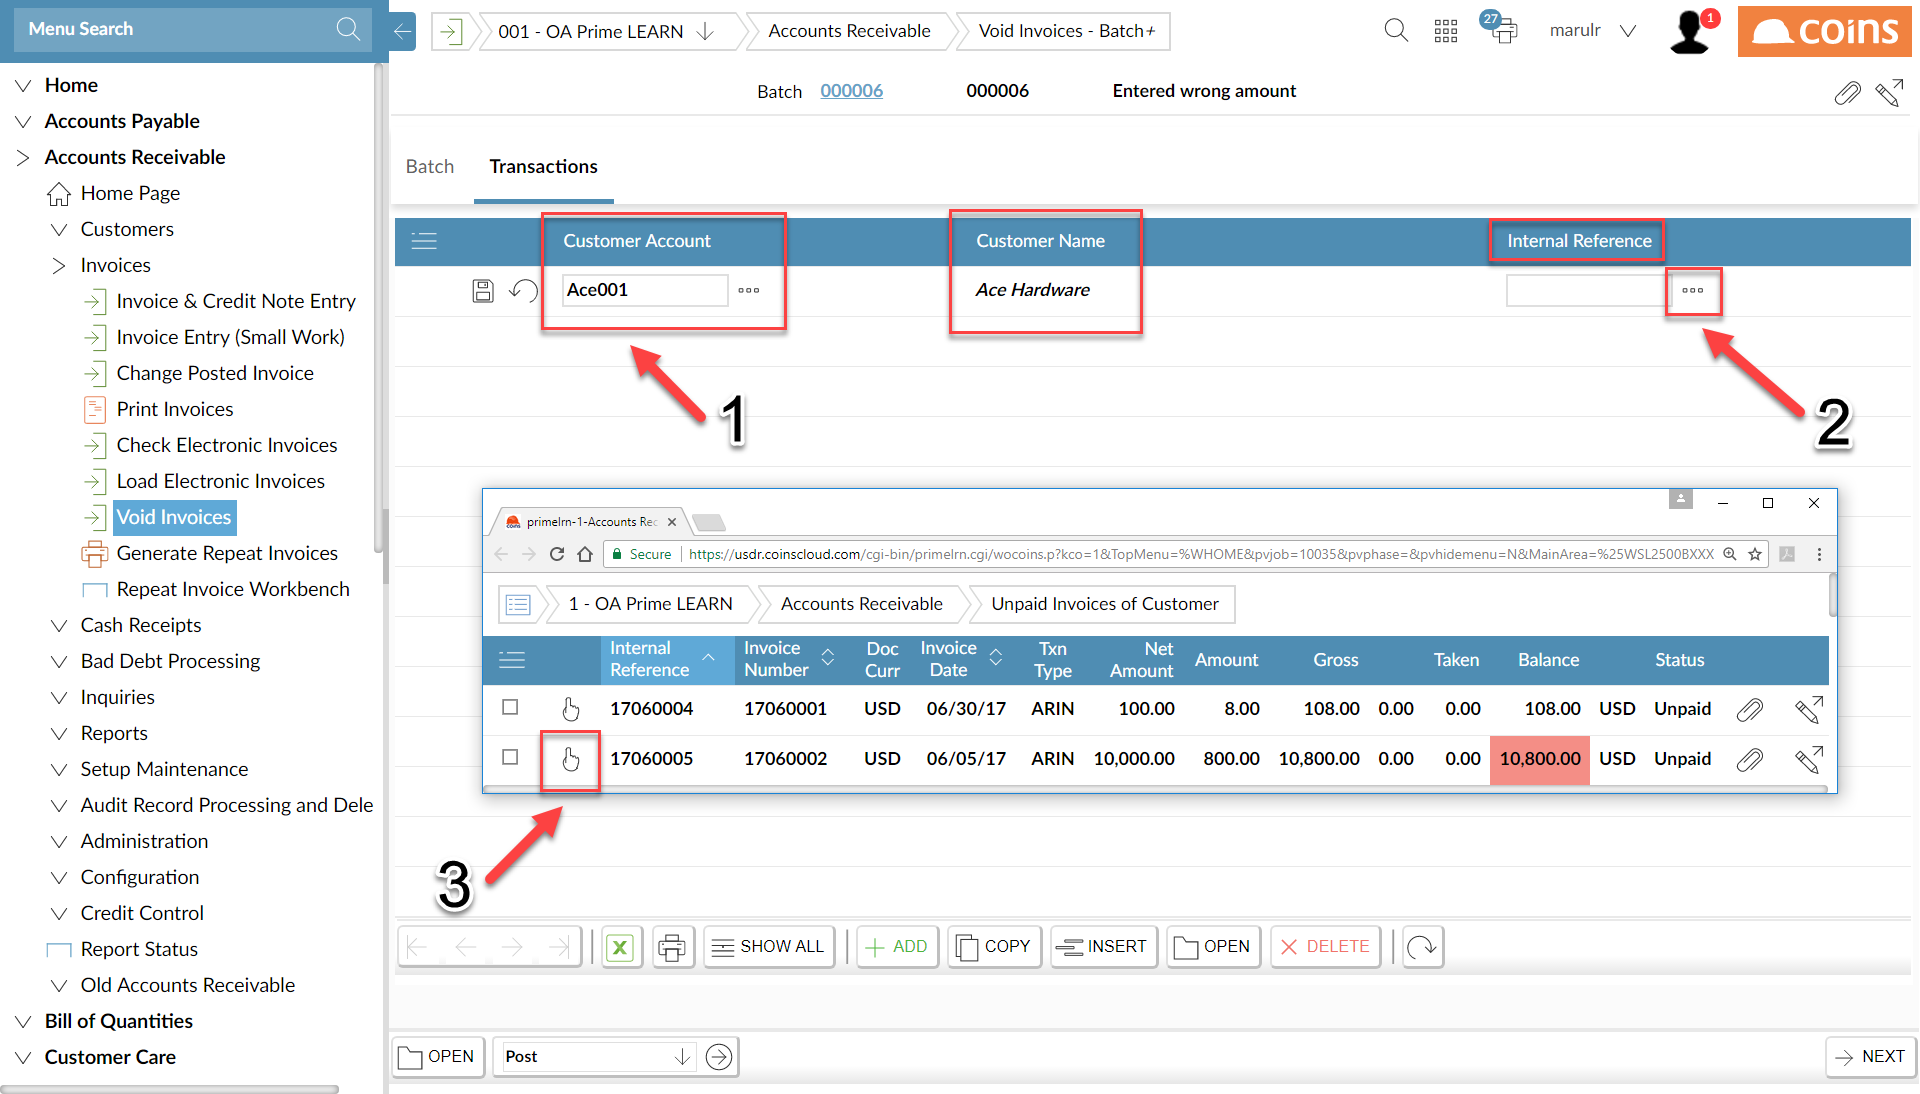 Menu Search
001 - OA Prime LEARN
Accounts Receivable
Void Invoices - Batch+
27
marulr
1
coins
Batch 000006 000006 Entered wrong amount
Batch
Transactions
Home
Accounts Payable
Accounts Receivable
Home Page
Customers
Invoices
Invoice & Credit Note Entry
Invoice Entry (Small Work)
Change Posted Invoice
Print Invoices
Check Electronic Invoices
Load Electronic Invoices
Void Invoices
Generate Repeat Invoices
Repeat Invoice Workbench
Cash Receipts
Bad Debt Processing
Inquiries
Reports
Setup Maintenance
Audit Record Processing and Dele
Administration
Configuration
Credit Control
Report Status
Old Accounts Receivable
Bill of Quantities
Customer Care
Customer Account Customer Name Internal Reference
Ace001 Ace Hardware
1
2
3
primelrn-1-Accounts Rec
Secure https://usdr.coinscloud.com/cgi-bin/primelrn.cgi/wocoins.p?kco=1&TopMenu=%WHOME&pvjob=10035&pvphase=&pvhidemenu=N&MainArea=%25WSL2500BXXX
1 - OA Prime LEARN Accounts Receivable Unpaid Invoices of Customer
Internal Reference Invoice Number Doc Curr Invoice Date Txn Type Net Amount Amount Gross Taken Balance Status
17060004 17060001 USD 06/30/17 ARIN 100.00 8.00 108.00 0.00 0.00 108.00 USD Unpaid
17060005 17060002 USD 06/05/17 ARIN 10,000.00 800.00 10,800.00 0.00 0.00 10,800.00 USD Unpaid
SHOW ALL ADD COPY INSERT OPEN DELETE
OPEN Post NEXT